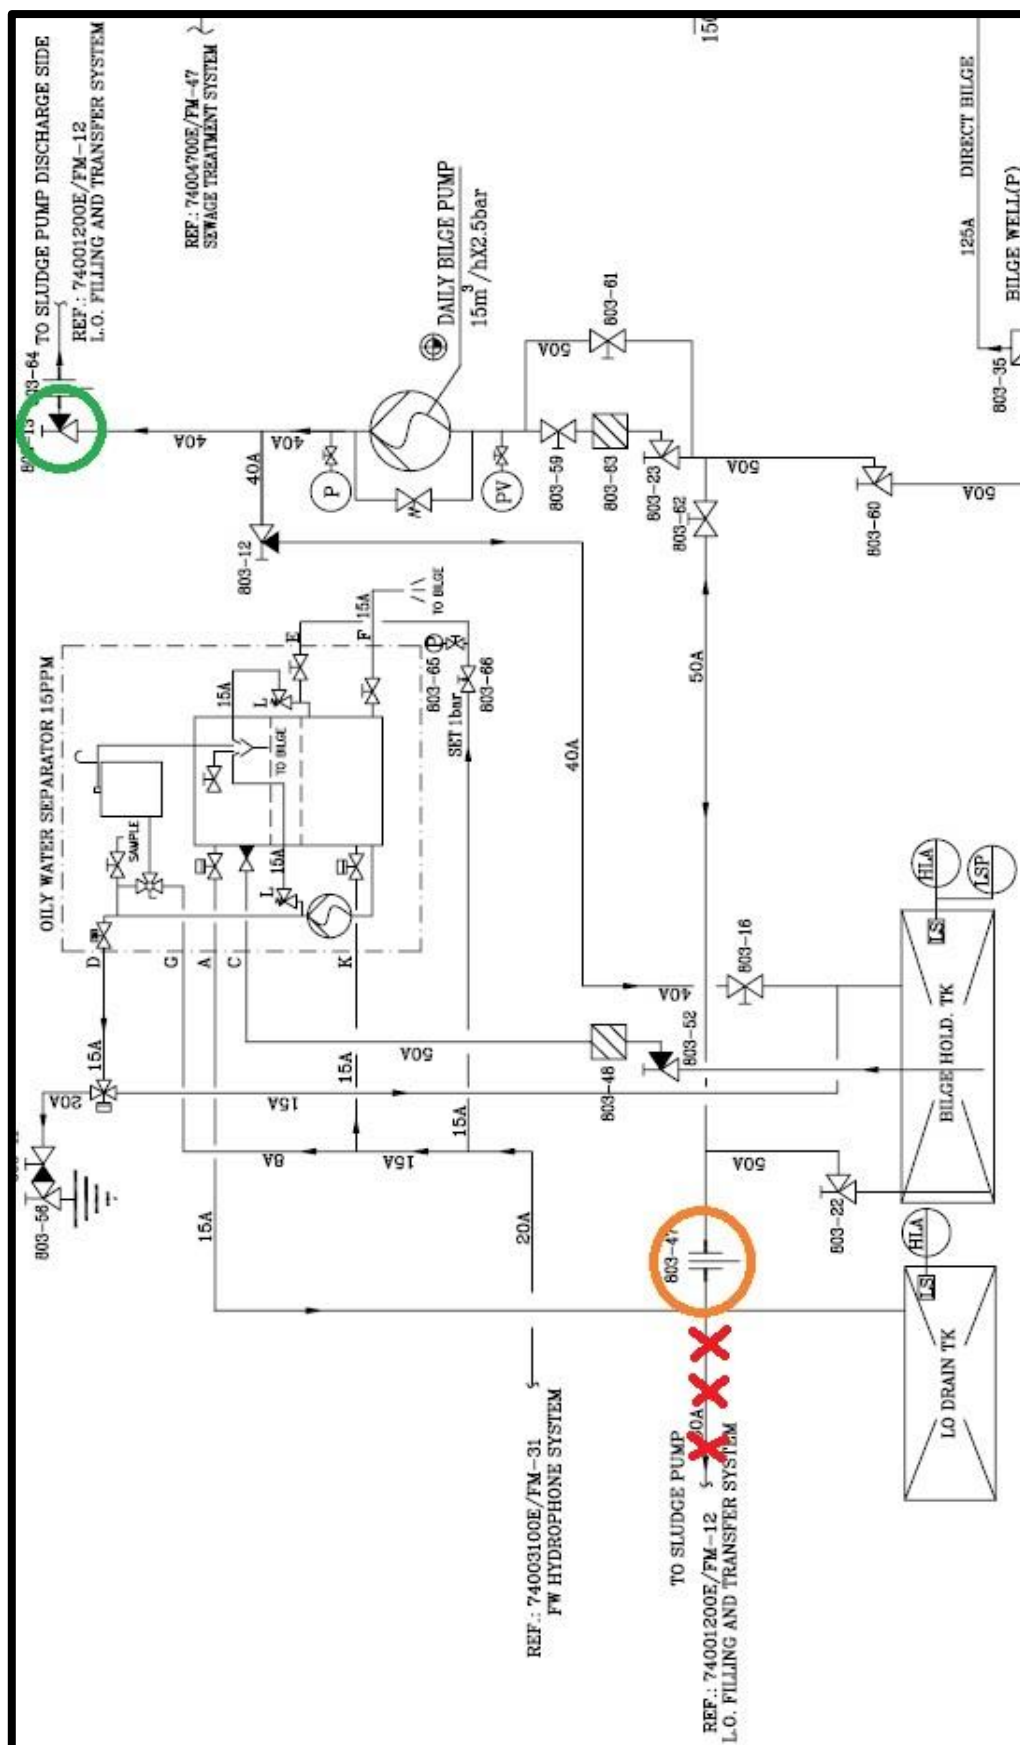 TO SLUDGE PUMP DISCHARGE SIDE
REF.: 74001200E/FM-12
L.O. FILLING AND TRANSFER SYSTEM
REF.: 74004700E/FM-47
SEWAGE TREATMENT SYSTEM
DAILY BILGE PUMP
15m³/hX2.5bar
125A
DIRECT BILGE
BILGE WELL(P)
803-35
40A
40A
40A
P
PV
50A
803-61
803-59
803-63
803-23
803-62
50A
803-60
50A
803-12
OILY WATER SEPARATOR 15PPM
SAMPLE
15A
L
TO BILGE
15A
L
E
F
15A
TO BILGE
P
803-65
803-66
SET 1bar
D
G
A
C
K
40A
50A
15A
20A
15A
50A
15A
803-48
803-52
40A
803-16
HLA
LSP
LS
BILGE HOLD. TK
803-56
15A
8A
15A
15A
20A
50A
803-22
803-47
HLA
LS
LO DRAIN TK
REF.: 74003100E/FM-31
FW HYDROPHONE SYSTEM
TO SLUDGE PUMP
REF.: 74001200E/FM-12
L.O. FILLING AND TRANSFER SYSTEM